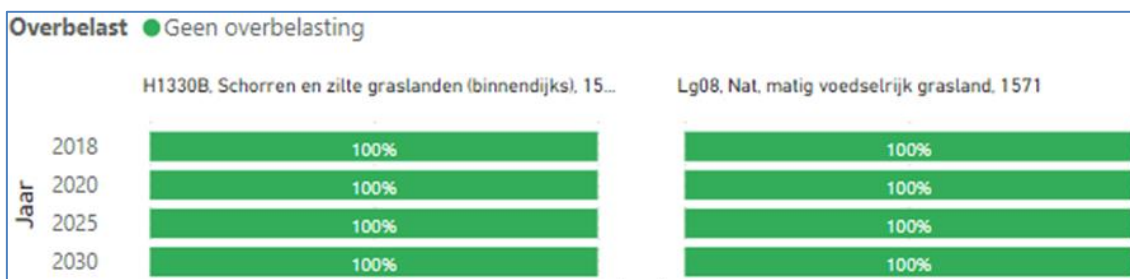 Overbelast Geen overbelasting
H1330B, Schorren en zilte graslanden (binnendijks), 15... Lg08, Nat, matig voedselrijk grasland, 1571
Jaar
2018 100% 100%
2020 100% 100%
2025 100% 100%
2030 100% 100%